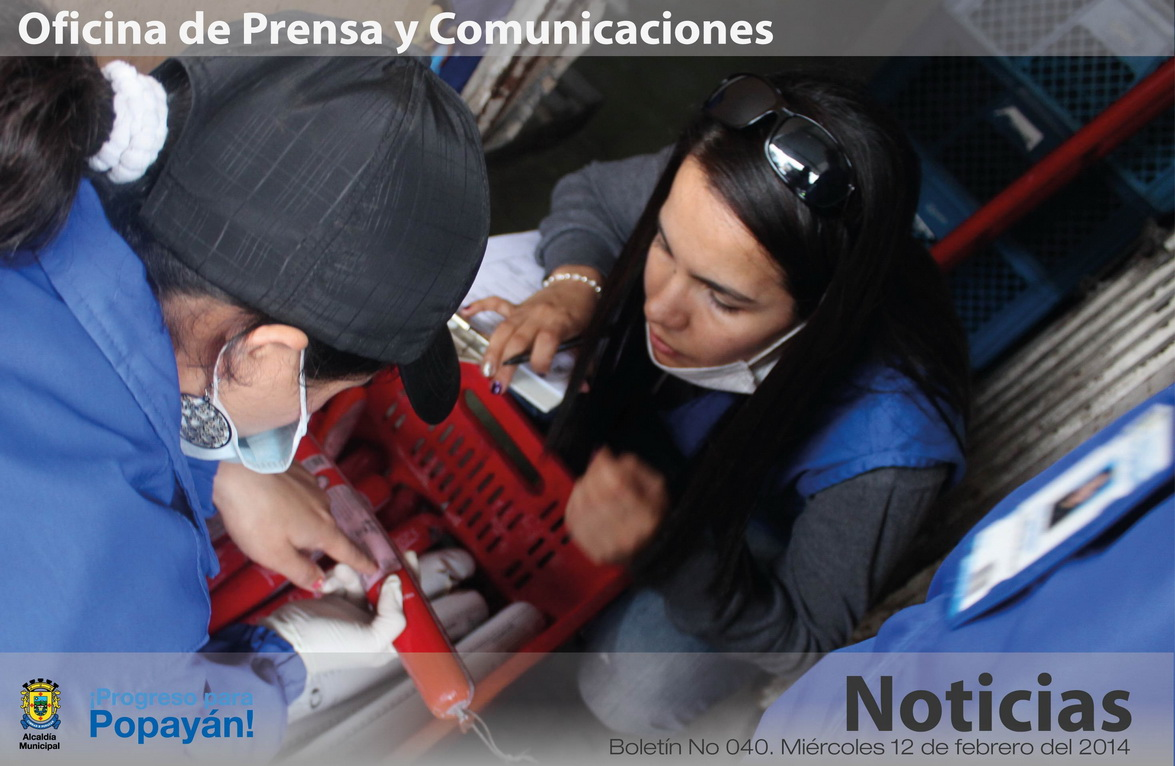 Oficina de Prensa y Comunicaciones
¡Progreso para
Popayán!
Alcaldía
Municipal
Noticias
Boletín No 040. Miércoles 12 de febrero del 2014